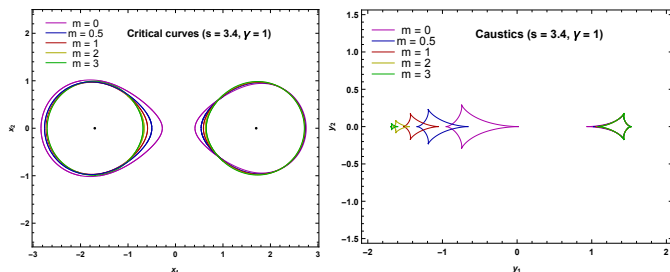 m = 0
m = 0.5
m = 1
m = 2
m = 3
Critical curves (s = 3.4, γ = 1)
2
1
0
-1
-2
x₂
-3
-2
-1
0
1
2
3
x₁
m = 0
m = 0.5
m = 1
m = 2
m = 3
Caustics (s = 3.4, γ = 1)
1.5
1.0
0.5
0.0
-0.5
-1.0
-1.5
y₂
-2
-1
0
1
2
y₁